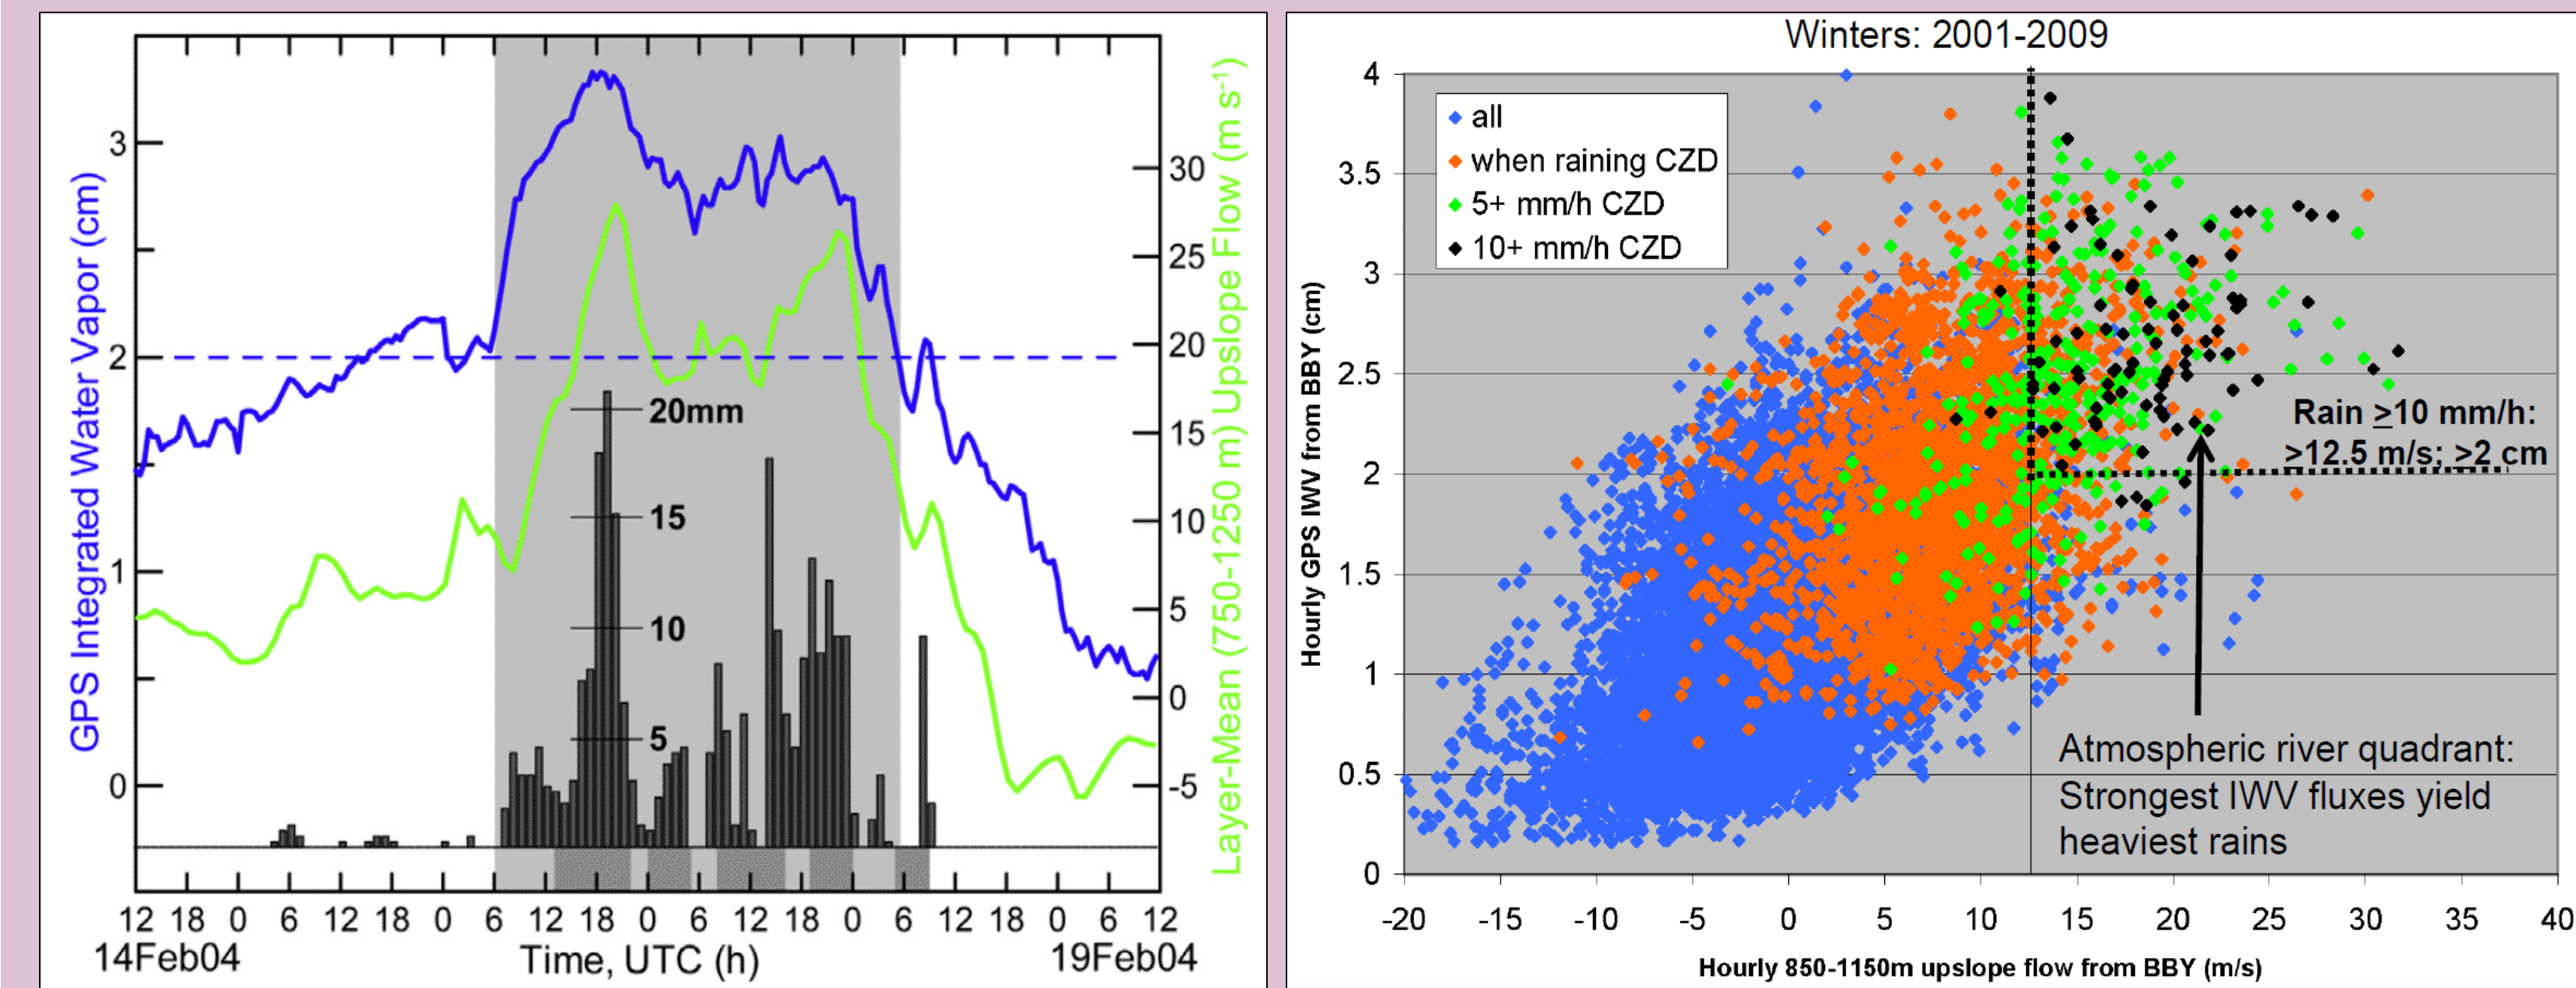 GPS Integrated Water Vapor (cm)
3
2
1
0
20mm
15
10
5
30
25
20
15
10
5
0
-5
Layer-Mean (750-1250 m) Upslope Flow (m s⁻¹)
12 18 0 6 12 18 0 6 12 18 0 6 12 18 0 6 12 18 0 6 12
14Feb04 Time, UTC (h) 19Feb04
Winters: 2001-2009
Hourly GPS IWV from BBY (cm)
4
3.5
3
2.5
2
1.5
1
0.5
0
all
when raining CZD
5+ mm/h CZD
10+ mm/h CZD
Rain ≥10 mm/h:
>12.5 m/s; >2 cm
Atmospheric river quadrant:
Strongest IWV fluxes yield
heaviest rains
-20 -15 -10 -5 0 5 10 15 20 25 30 35 40
Hourly 850-1150m upslope flow from BBY (m/s)